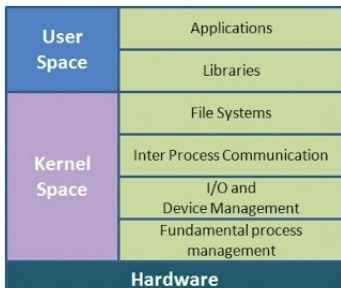 User
Space
Applications
Libraries
Kernel
Space
File Systems
Inter Process Communication
I/O and
Device Management
Fundamental process
management
Hardware